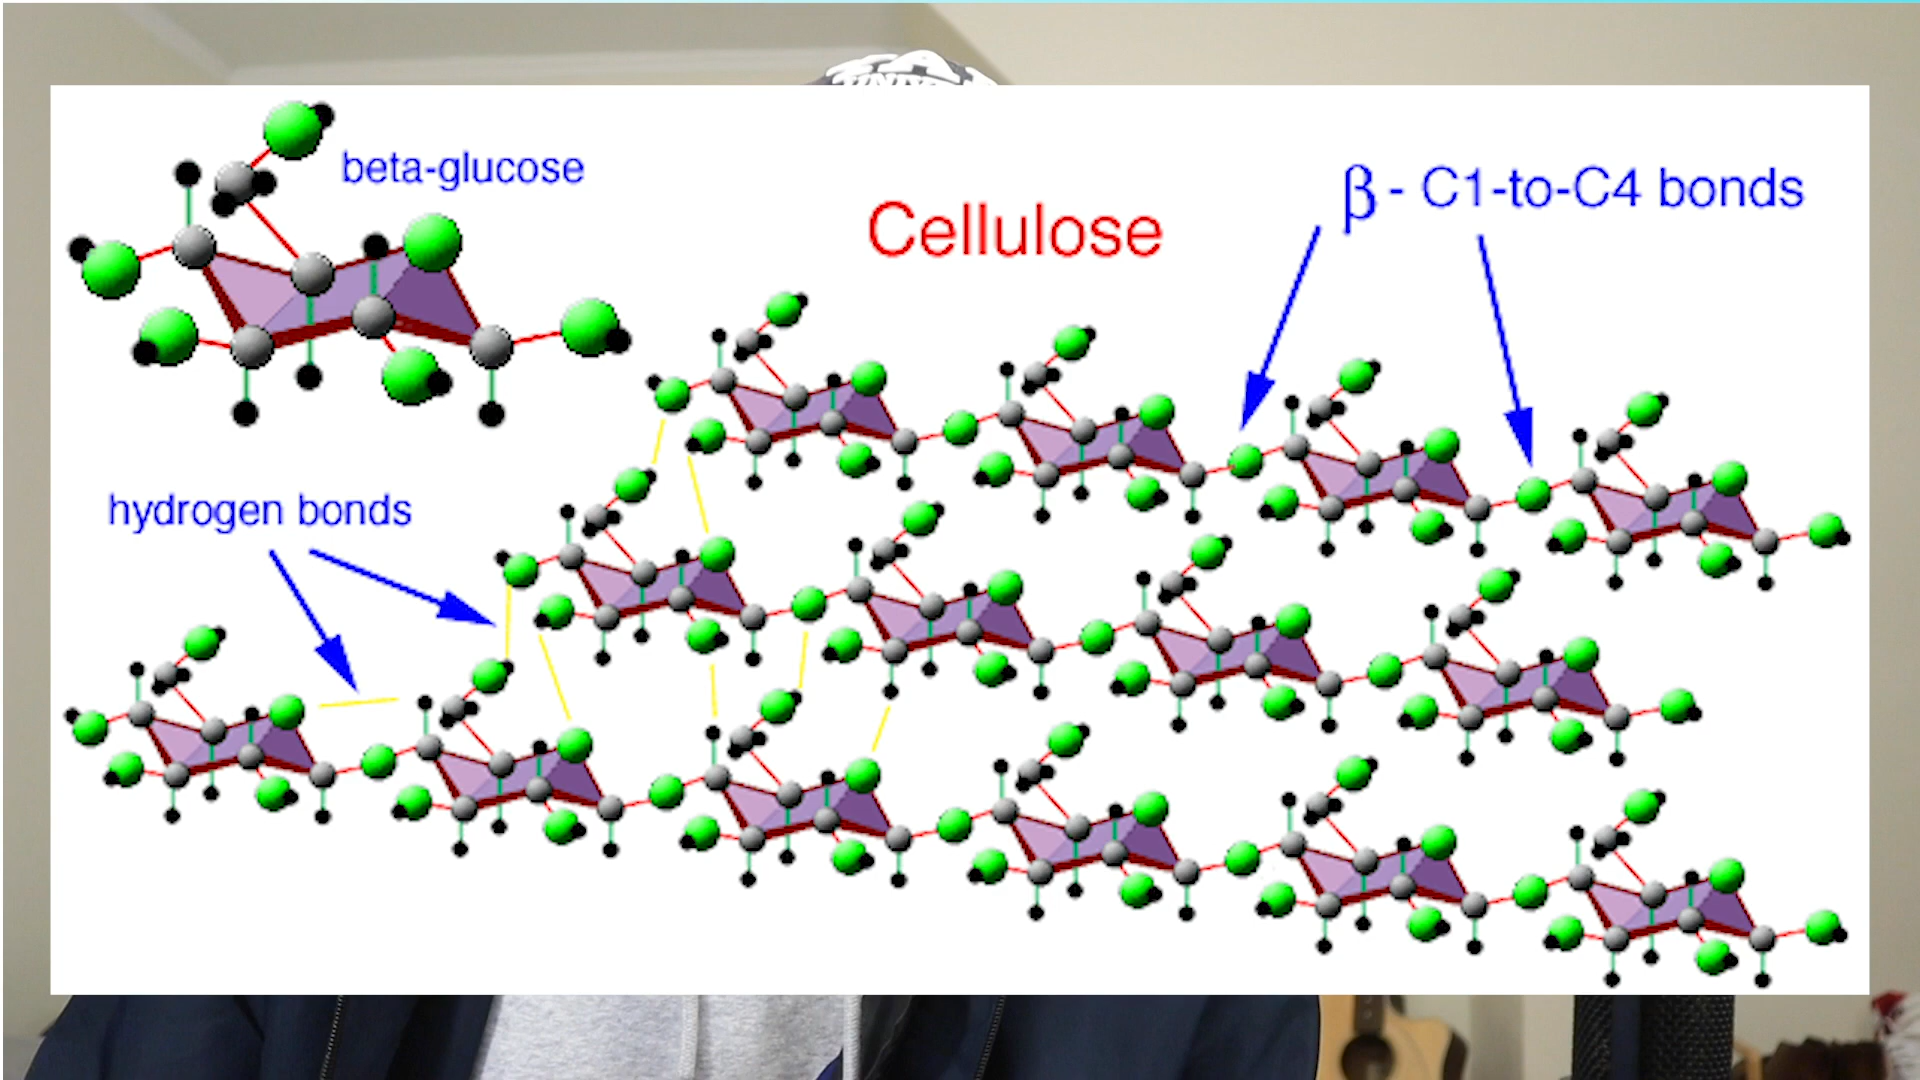 beta-glucose
β - C1-to-C4 bonds
Cellulose
hydrogen bonds